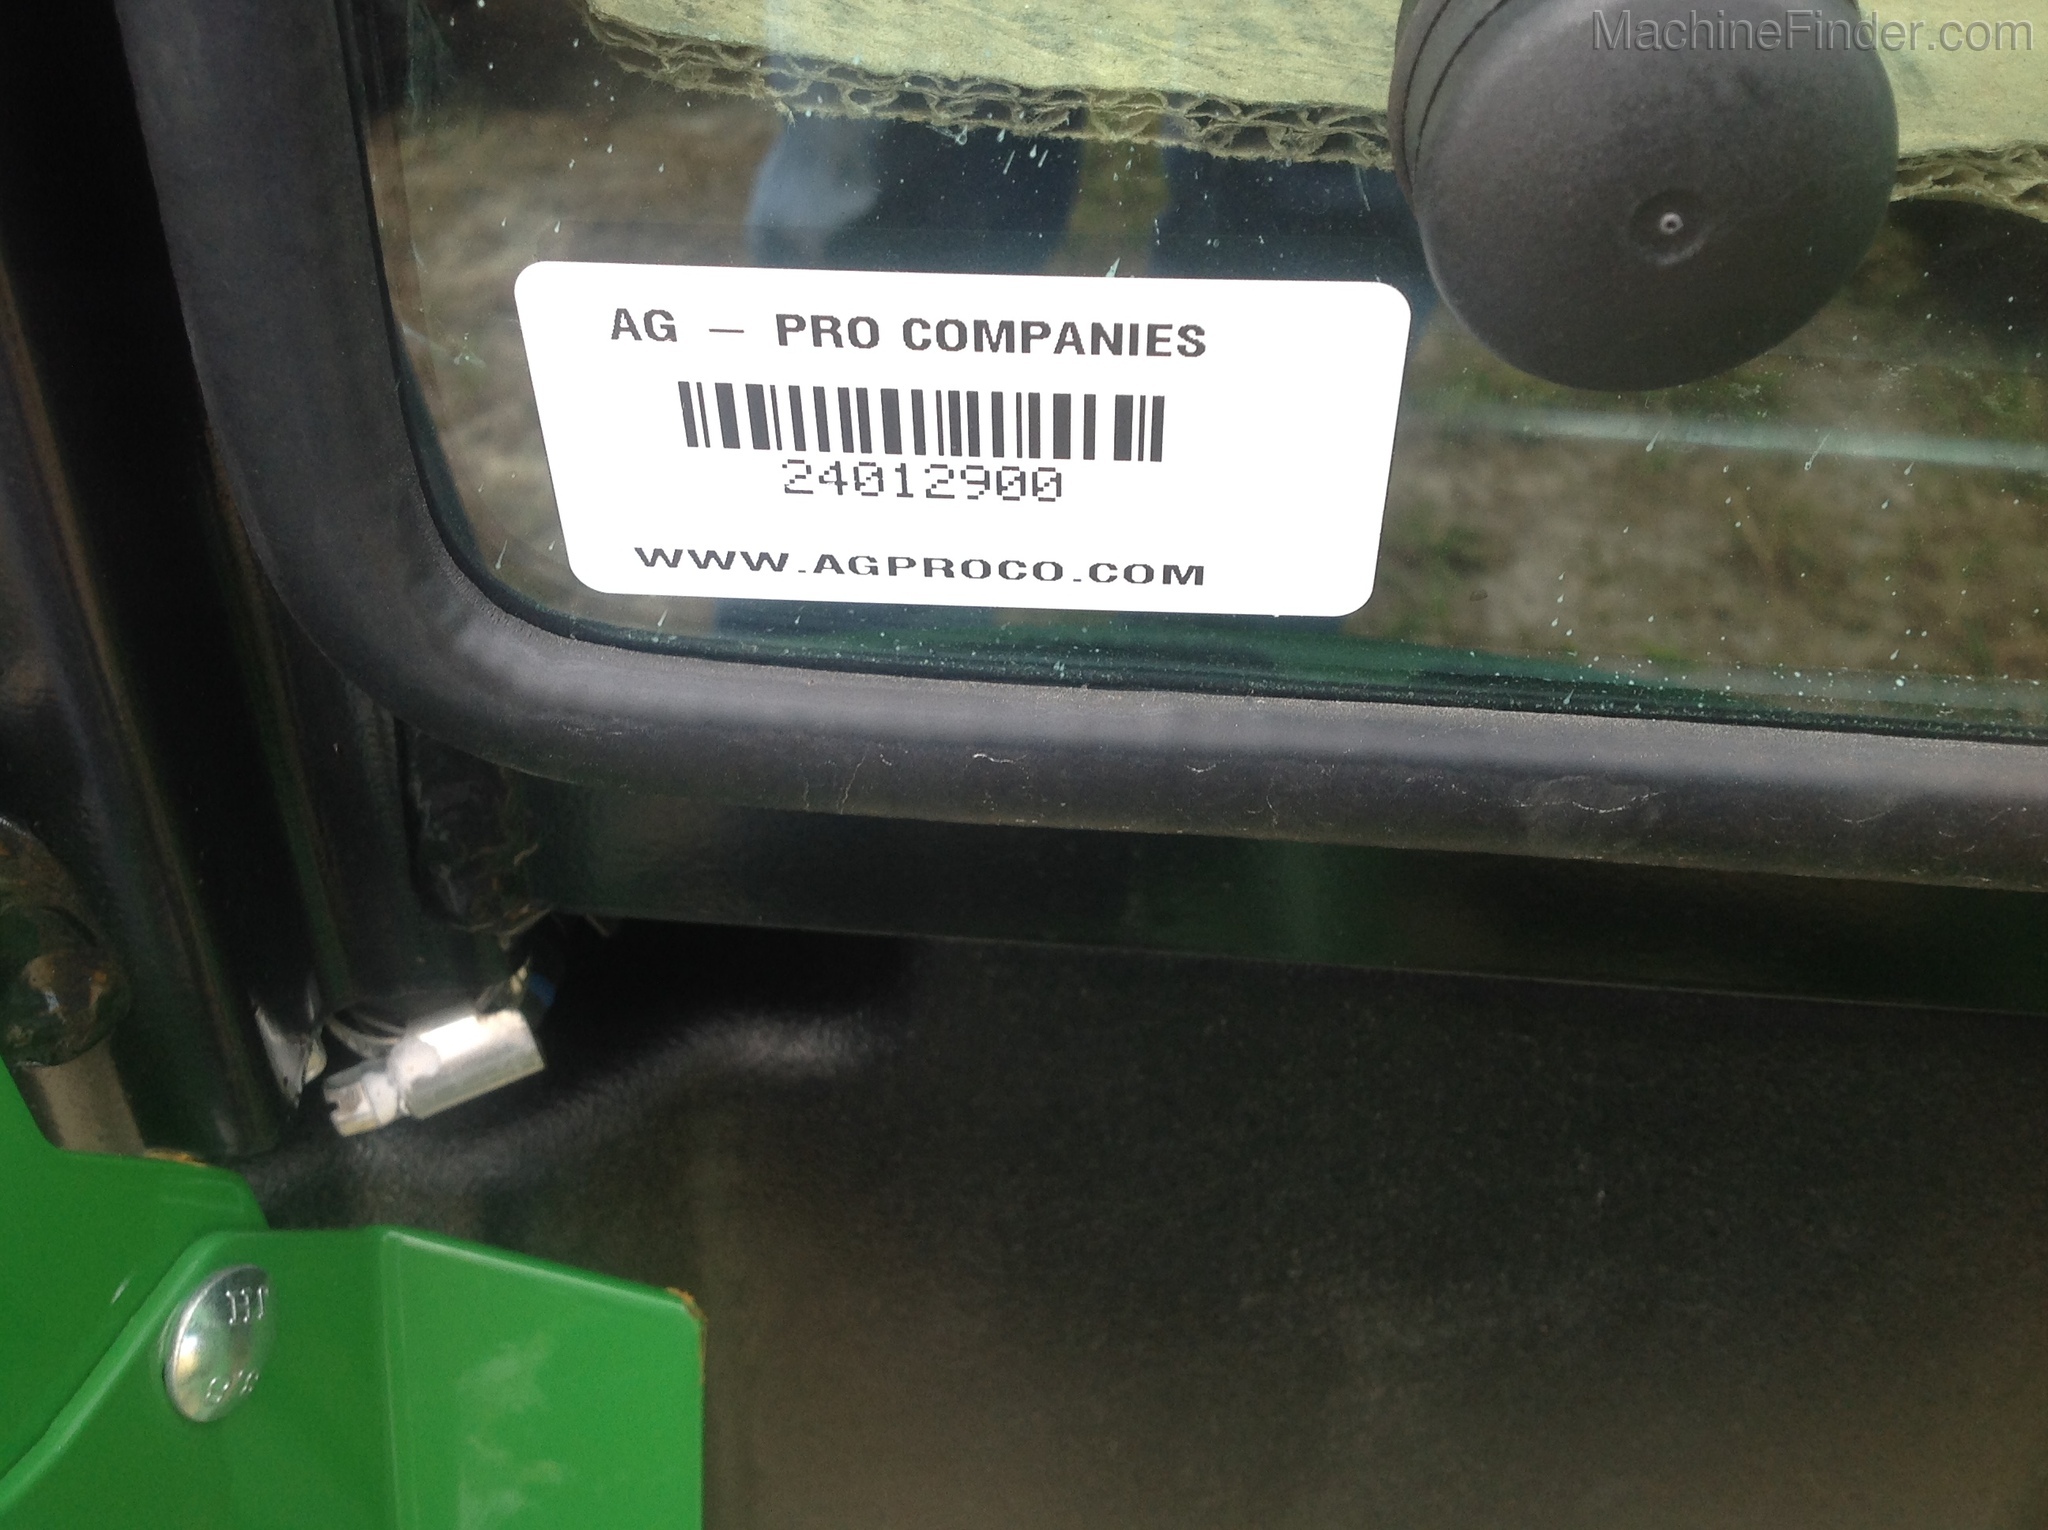 MachineFinder.com
AG – PRO COMPANIES
24012900
WWW.AGPROCO.COM